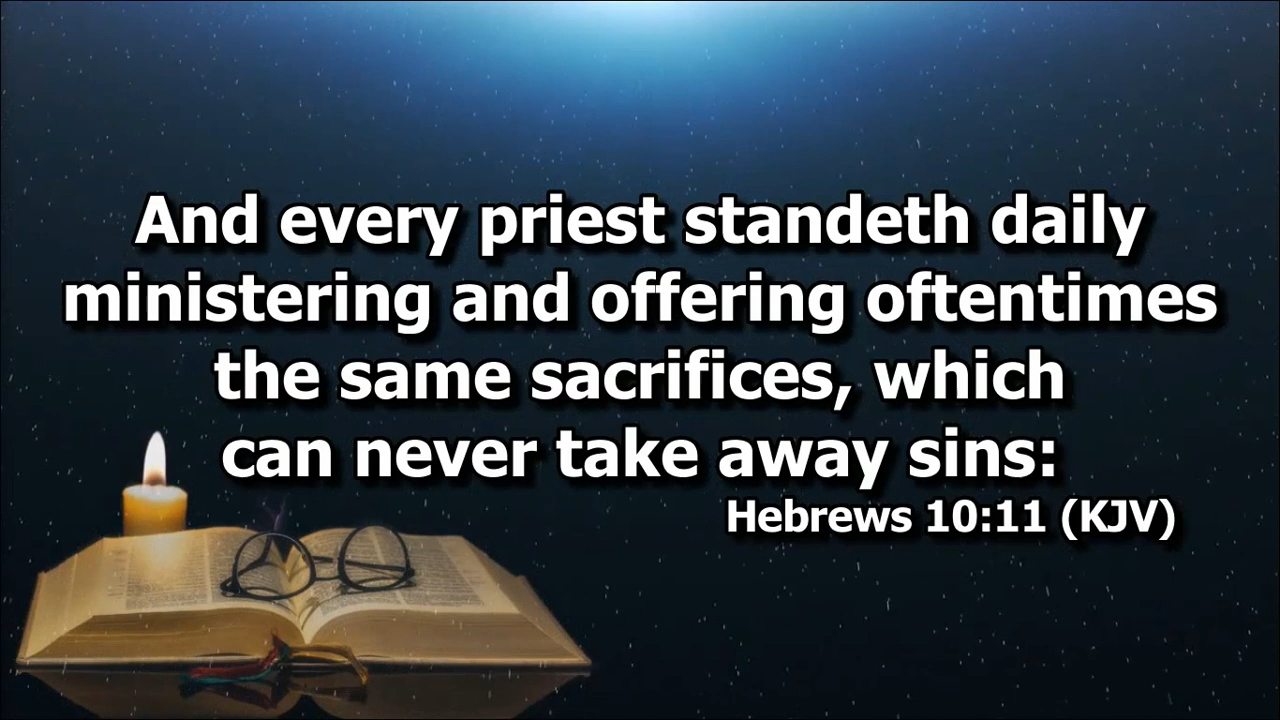 And every priest standeth daily
ministering and offering oftentimes
the same sacrifices, which
can never take away sins:
Hebrews 10:11 (KJV)